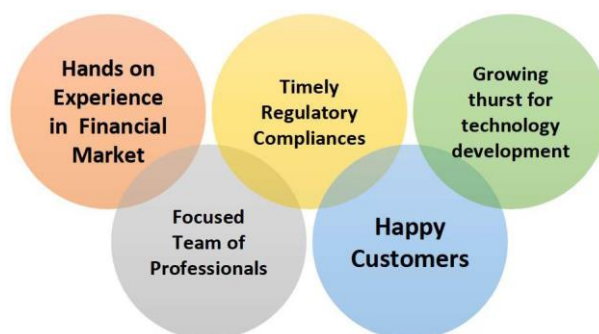 Hands on
Experience
in Financial
Market
Timely
Regulatory
Compliances
Growing
thurst for
technology
development
Focused
Team of
Professionals
Happy
Customers